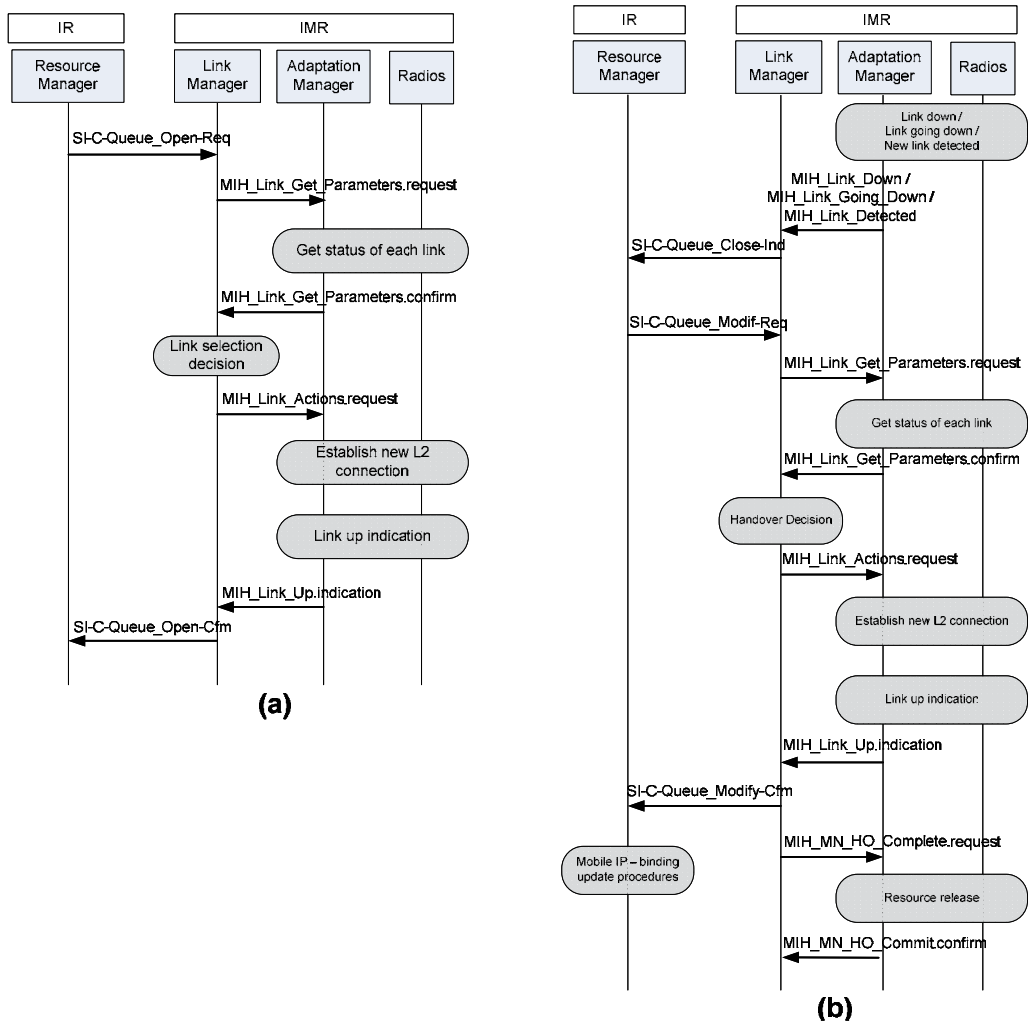 IR
IMR
Resource
Manager
Link
Manager
Adaptation
Manager
Radios
SI-C-Queue_Open-Req
MIH_Link_Get_Parameters.request
Get status of each link
MIH_Link_Get_Parameters.confirm
Link selection
decision
MIH_Link_Actions.request
Establish new L2
connection
Link up indication
MIH_Link_Up.indication
SI-C-Queue_Open-Cfm
(a)
IR
IMR
Resource
Manager
Link
Manager
Adaptation
Manager
Radios
Link down /
Link going down /
New link detected
MIH_Link_Down /
MIH_Link_Going_Down /
MIH_Link_Detected
SI-C-Queue_Close-Ind
SI-C-Queue_Modif-Req
MIH_Link_Get_Parameters.request
Get status of each link
MIH_Link_Get_Parameters.confirm
Handover Decision
MIH_Link_Actions.request
Establish new L2 connection
Link up indication
MIH_Link_Up.indication
SI-C-Queue_Modify-Cfm
MIH_MN_HO_Complete.request
Mobile IP – binding
update procedures
Resource release
MIH_MN_HO_Commit.confirm
(b)